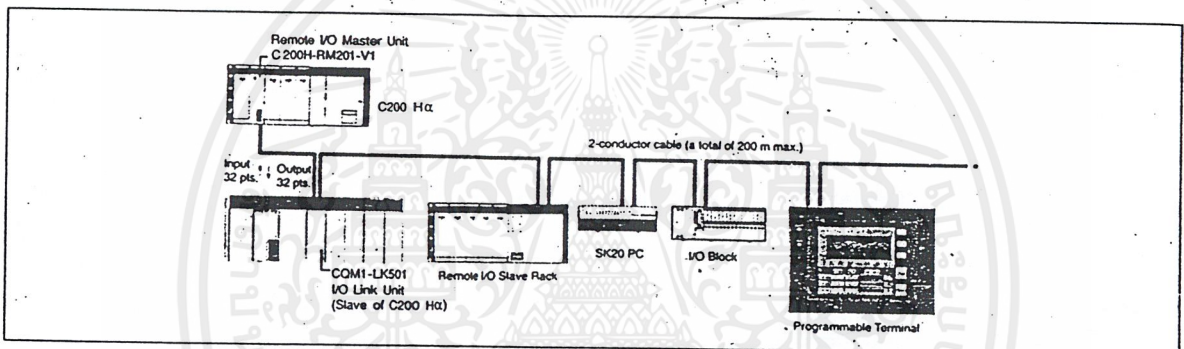 Remote I/O Master Unit
C200H-RM201-V1
C200 Hα
2-conductor cable (a total of 200 m max.)
Input
32 pts.
Output
32 pts.
CQM1-LK501
I/O Link Unit
(Slave of C200 Hα)
Remote I/O Slave Rack
SK20 PC
I/O Block
Programmable Terminal